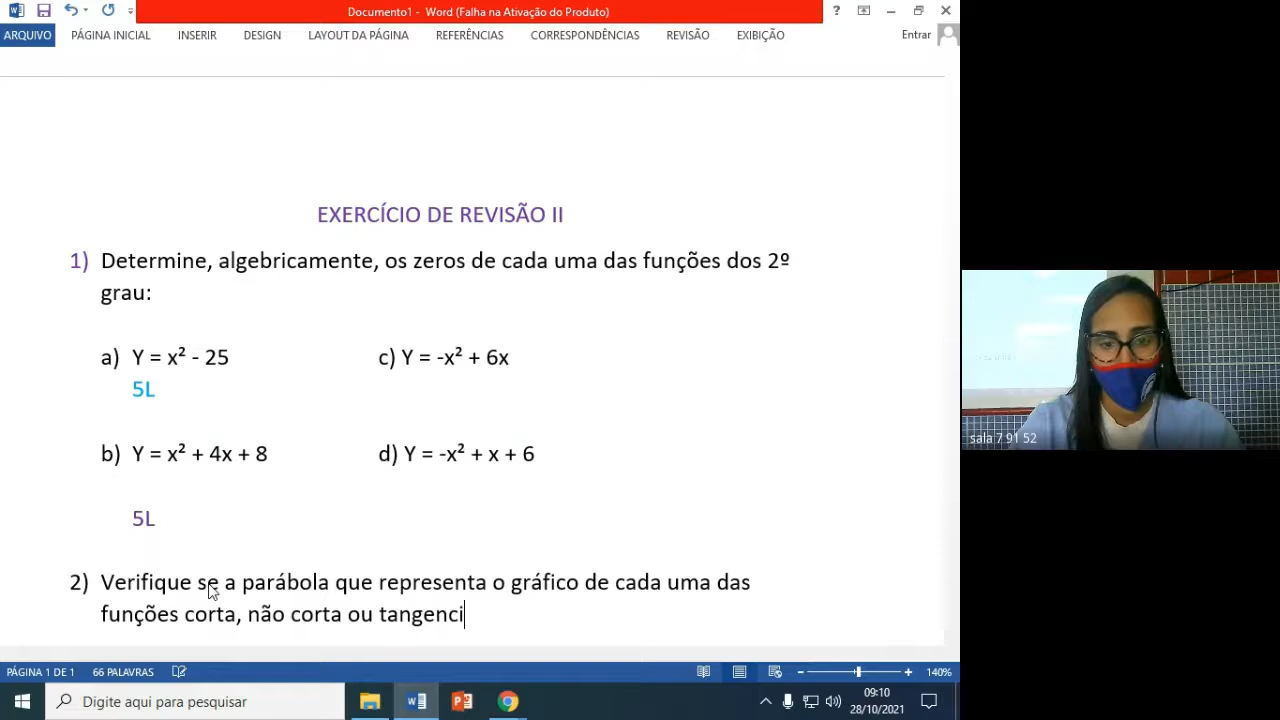 Documento1 - Word (Falha na Ativação do Produto)
?
ARQUIVO PÁGINA INICIAL INSERIR DESIGN LAYOUT DA PÁGINA REFERÊNCIAS CORRESPONDÊNCIAS REVISÃO EXIBIÇÃO Entrar
EXERCÍCIO DE REVISÃO II
1) Determine, algebricamente, os zeros de cada uma das funções dos 2º
grau:
a) Y = x² - 25 c) Y = -x² + 6x
5L
b) Y = x² + 4x + 8 d) Y = -x² + x + 6
5L
2) Verifique se a parábola que representa o gráfico de cada uma das
funções corta, não corta ou tangenci
sala 7 91 52
PÁGINA 1 DE 1 66 PALAVRAS 140%
Digite aqui para pesquisar
09:10
28/10/2021